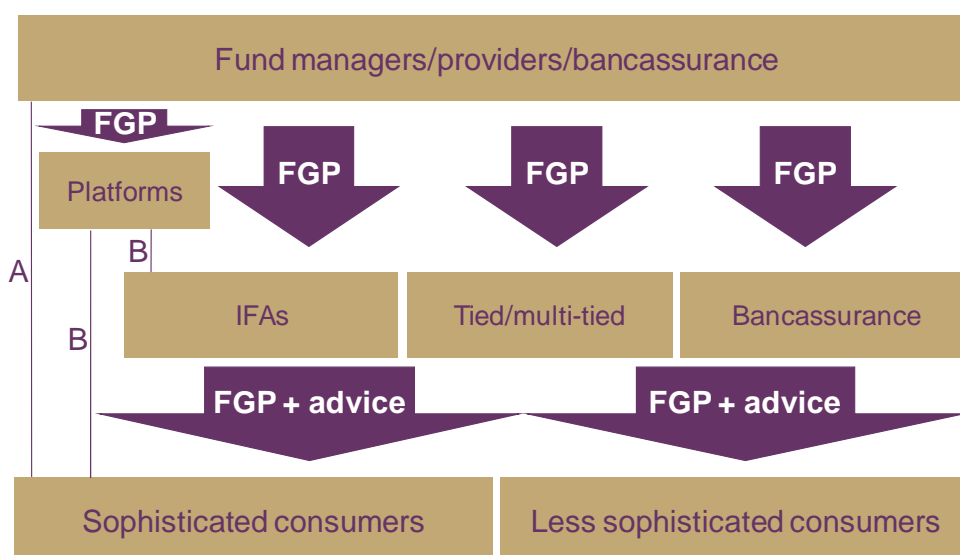 Fund managers/providers/bancassurance
FGP
Platforms
FGP
FGP
FGP
A
B
B
IFAs
Tied/multi-tied
Bancassurance
FGP + advice
FGP + advice
Sophisticated consumers
Less sophisticated consumers